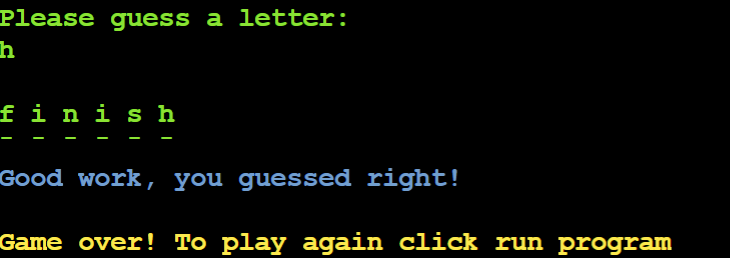 Please guess a letter:
h
f i n i s h
- - - - - -
Good work, you guessed right!
Game over! To play again click run program